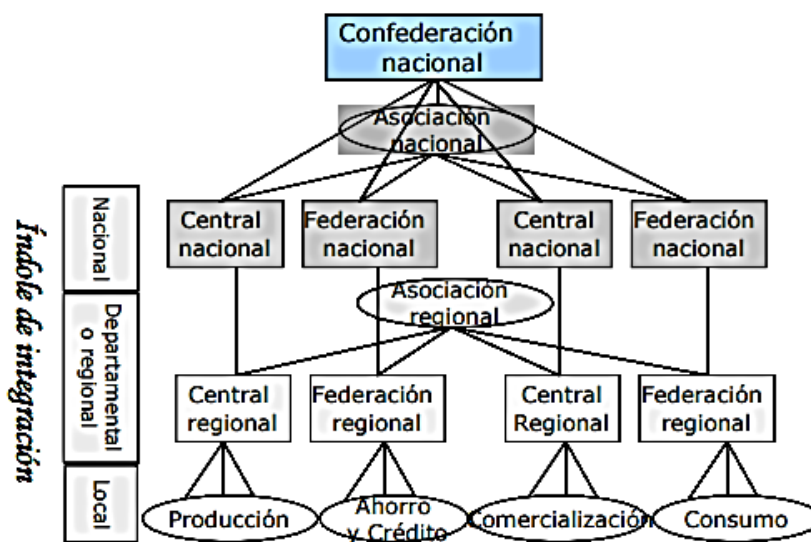 Confederación
nacional
Asociación
nacional
Índole de integración
Nacional
Central
nacional
Federación
nacional
Central
nacional
Federación
nacional
Asociación
regional
Departamental
o regional
Central
regional
Federación
regional
Central
Regional
Federación
regional
Local
Producción
Ahorro
y Crédito
Comercialización
Consumo